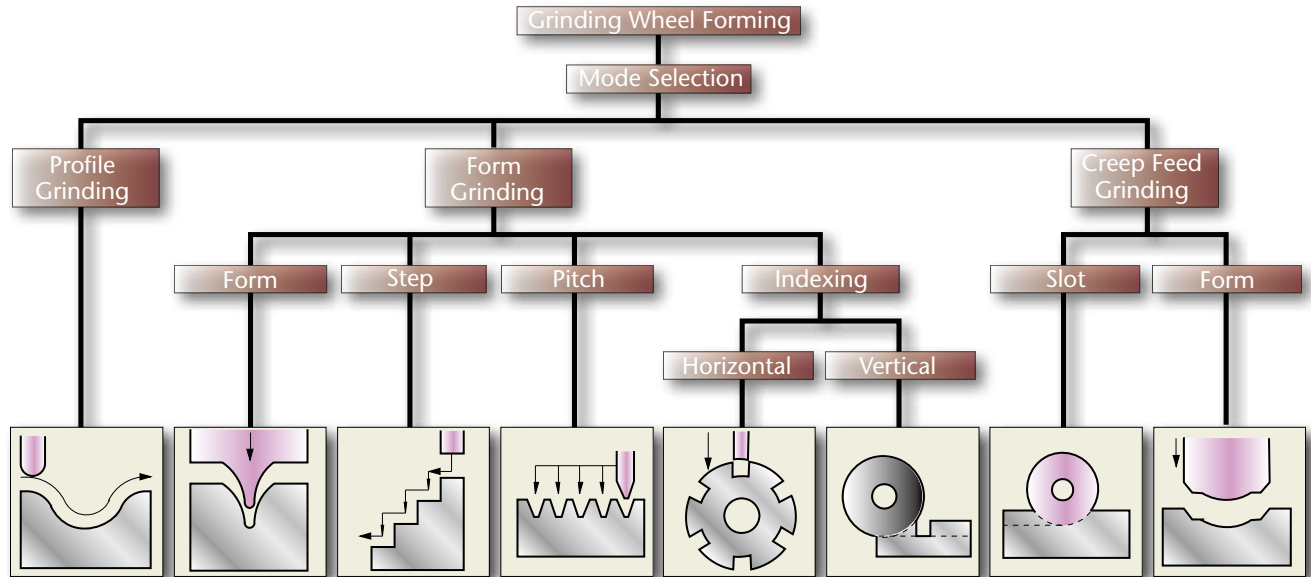 Grinding Wheel Forming
Mode Selection
Profile
Grinding
Form
Grinding
Creep Feed
Grinding
Form
Step
Pitch
Indexing
Slot
Form
Horizontal
Vertical